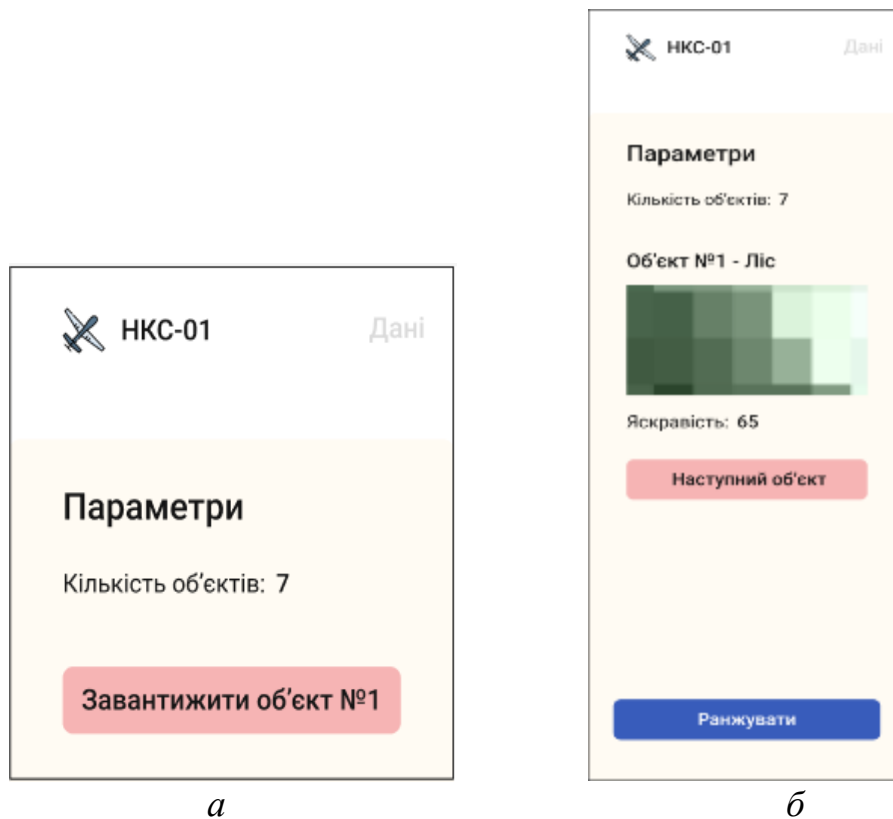 НКС-01 Дані
Параметри
Кількість об'єктів: 7
Завантижити об'єкт №1
а
НКС-01 Дані
Параметри
Кількість об'єктів: 7
Об'єкт №1 - Ліс
Яскравість: 65
Наступний об'єкт
Ранжувати
б